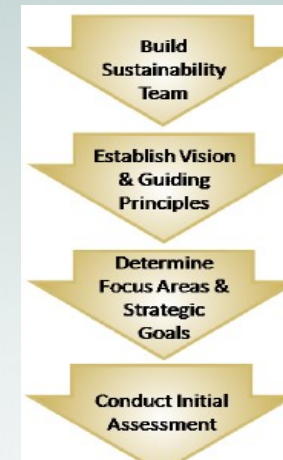 Build
Sustainability
Team
Establish Vision
& Guiding
Principles
Determine
Focus Areas &
Strategic
Goals
Conduct Initial
Assessment